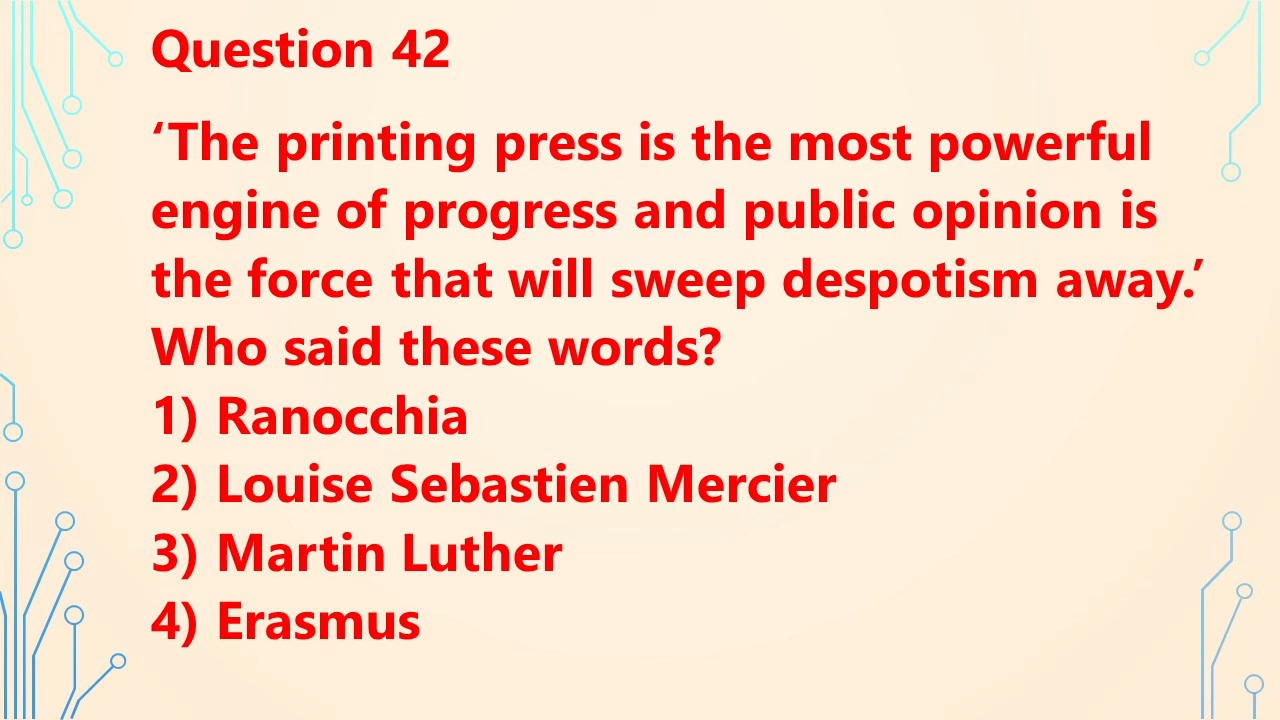 Question 42
‘The printing press is the most powerful
engine of progress and public opinion is
the force that will sweep despotism away.’
Who said these words?
1) Ranocchia
2) Louise Sebastien Mercier
3) Martin Luther
4) Erasmus